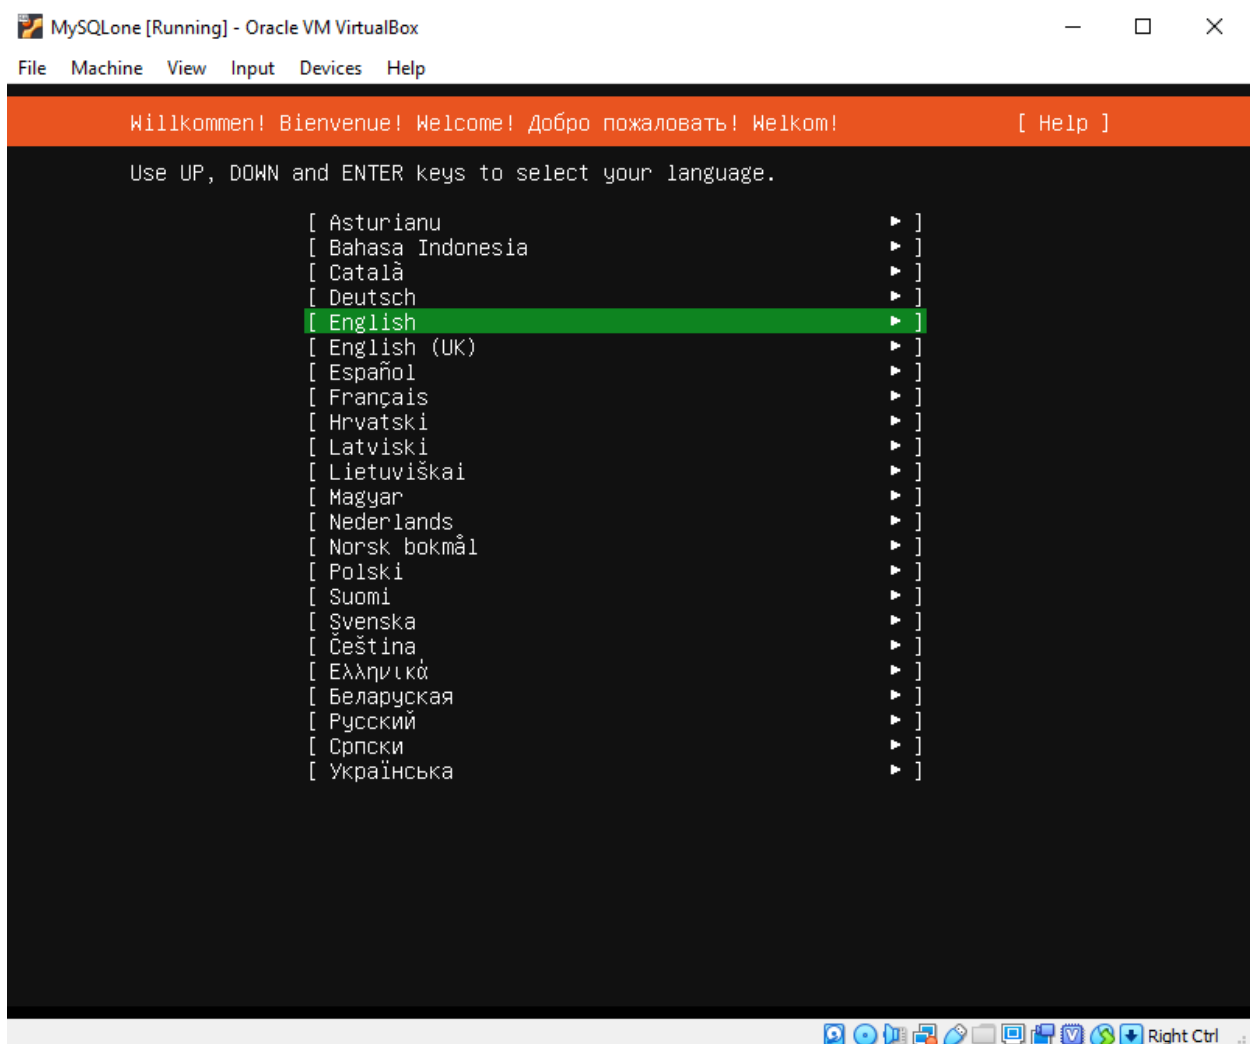 MySQLone [Running] - Oracle VM VirtualBox
File Machine View Input Devices Help
Willkommen! Bienvenue! Welcome! Добро пожаловать! Welkom! [ Help ]
Use UP, DOWN and ENTER keys to select your language.
[ Asturianu ► ]
[ Bahasa Indonesia ► ]
[ Català ► ]
[ Deutsch ► ]
[ English ► ]
[ English (UK) ► ]
[ Español ► ]
[ Français ► ]
[ Hrvatski ► ]
[ Latviski ► ]
[ Lietuviškai ► ]
[ Magyar ► ]
[ Nederlands ► ]
[ Norsk bokmål ► ]
[ Polski ► ]
[ Suomi ► ]
[ Svenska ► ]
[ Čeština ► ]
[ Ελληνικά ► ]
[ Беларуская ► ]
[ Русский ► ]
[ Српски ► ]
[ Українська ► ]
Right Ctrl